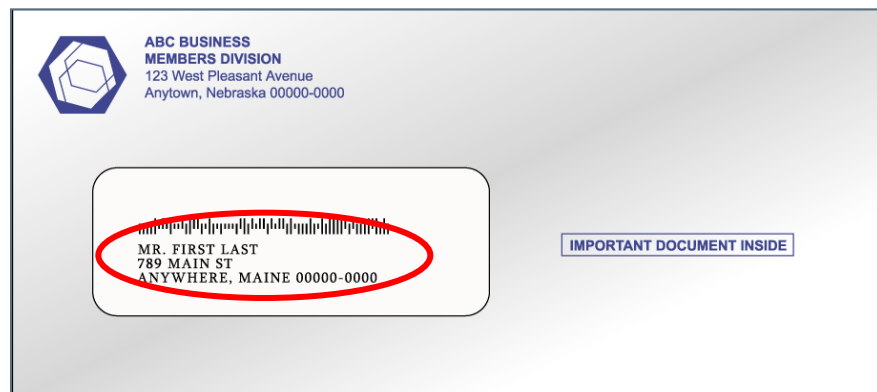 ABC BUSINESS
MEMBERS DIVISION
123 West Pleasant Avenue
Anytown, Nebraska 00000-0000
MR. FIRST LAST
789 MAIN ST
ANYWHERE, MAINE 00000-0000
IMPORTANT DOCUMENT INSIDE